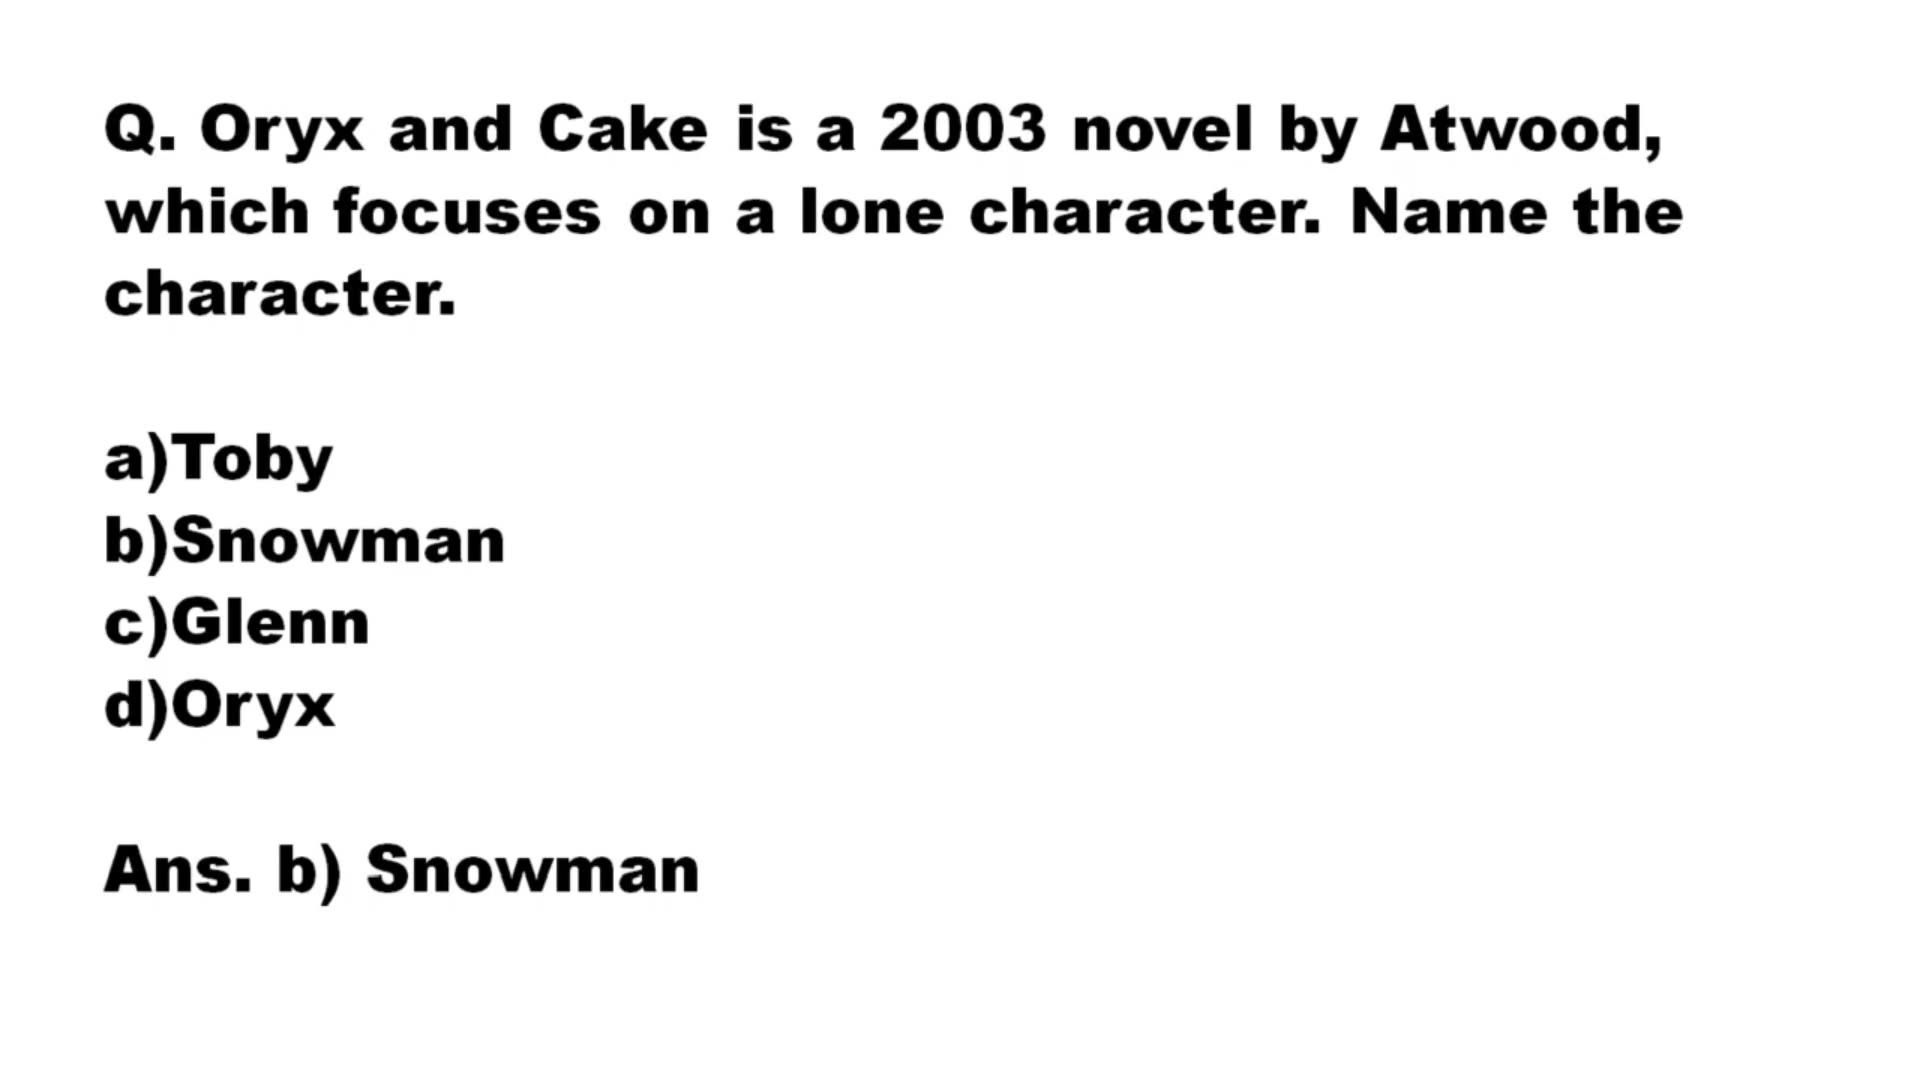 Q. Oryx and Cake is a 2003 novel by Atwood,
which focuses on a lone character. Name the
character.
a)Toby
b)Snowman
c)Glenn
d)Oryx
Ans. b) Snowman